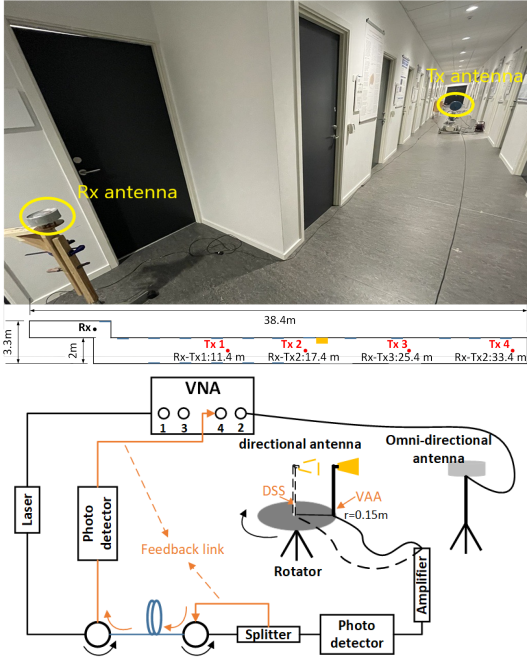 Tx antenna
Rx antenna
38.4m
3.3m
Rx
2m
Tx 1
Tx 2
Tx 3
Tx 4
Rx-Tx1:11.4 m
Rx-Tx2:17.4 m
Rx-Tx3:25.4 m
Rx-Tx2:33.4 m
VNA
1 3 4 2
directional antenna
Omni-directional
antenna
DSS
VAA
r=0.15m
Rotator
Laser
Photo
detector
Feedback link
Amplifier
Splitter
Photo
detector